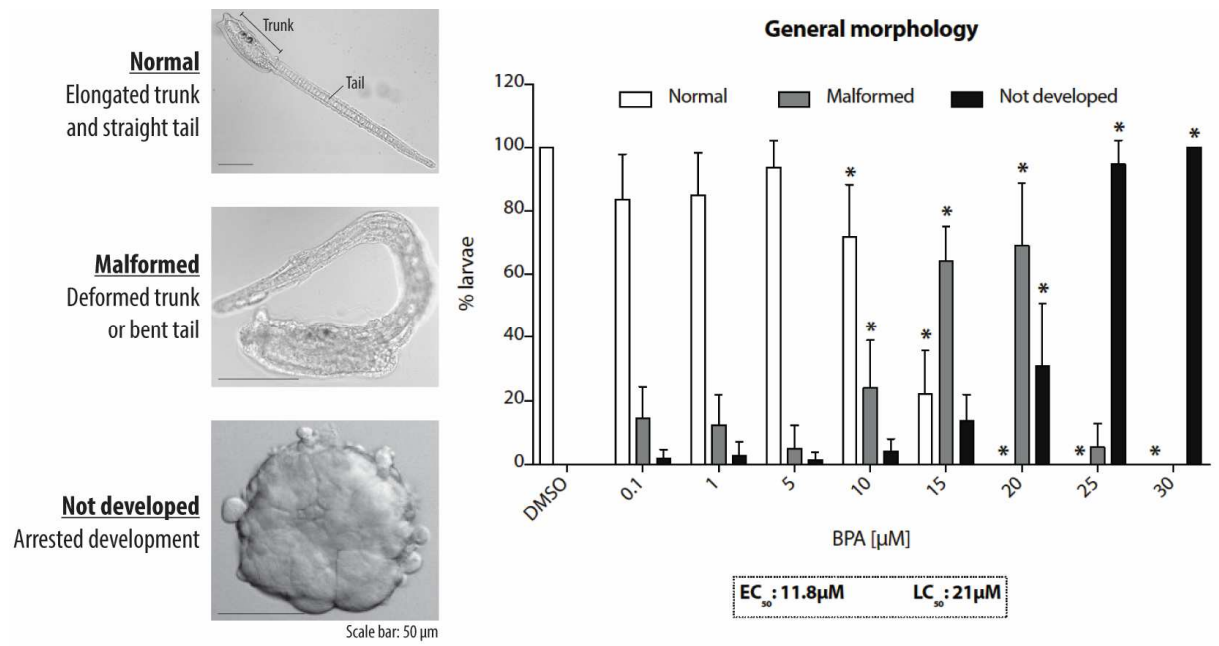 Normal
Elongated trunk
and straight tail
Trunk
Tail
Malformed
Deformed trunk
or bent tail
Not developed
Arrested development
Scale bar: 50 µm
General morphology
Normal
Malformed
Not developed
% larvae
120
100
80
60
40
20
0
* * * * * * * * * * * *
DMSO
0.1
1
5
10
15
20
25
30
BPA [µM]
EC50: 11.8µM
LC50: 21µM